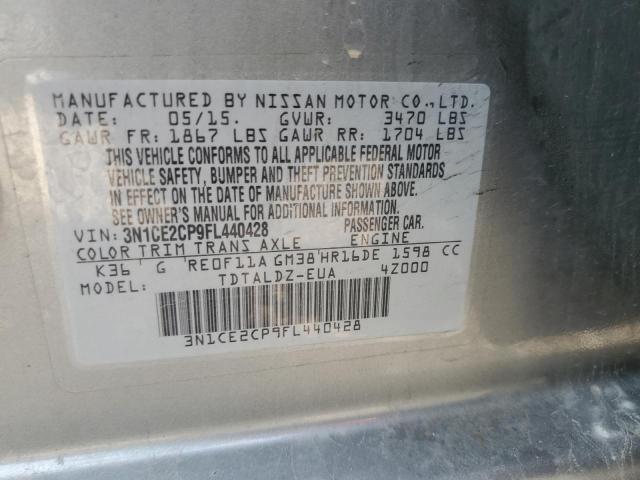 MANUFACTURED BY NISSAN MOTOR CO.,LTD.
DATE: 05/15. GVWR: 3470 LBS
GAWR FR: 1867 LBS GAWR RR: 1704 LBS
THIS VEHICLE CONFORMS TO ALL APPLICABLE FEDERAL MOTOR
VEHICLE SAFETY, BUMPER AND THEFT PREVENTION STANDARDS
IN EFFECT ON THE DATE OF MANUFACTURE SHOWN ABOVE.
SEE OWNER'S MANUAL FOR ADDITIONAL INFORMATION.
VIN: 3N1CE2CP9FL440428 PASSENGER CAR.
COLOR TRIM TRANS AXLE ENGINE
K36 G RE0F11A GM38 HR16DE 1598 CC
MODEL: TDTALDZ-EUA 4Z000
3N1CE2CP9FL440428